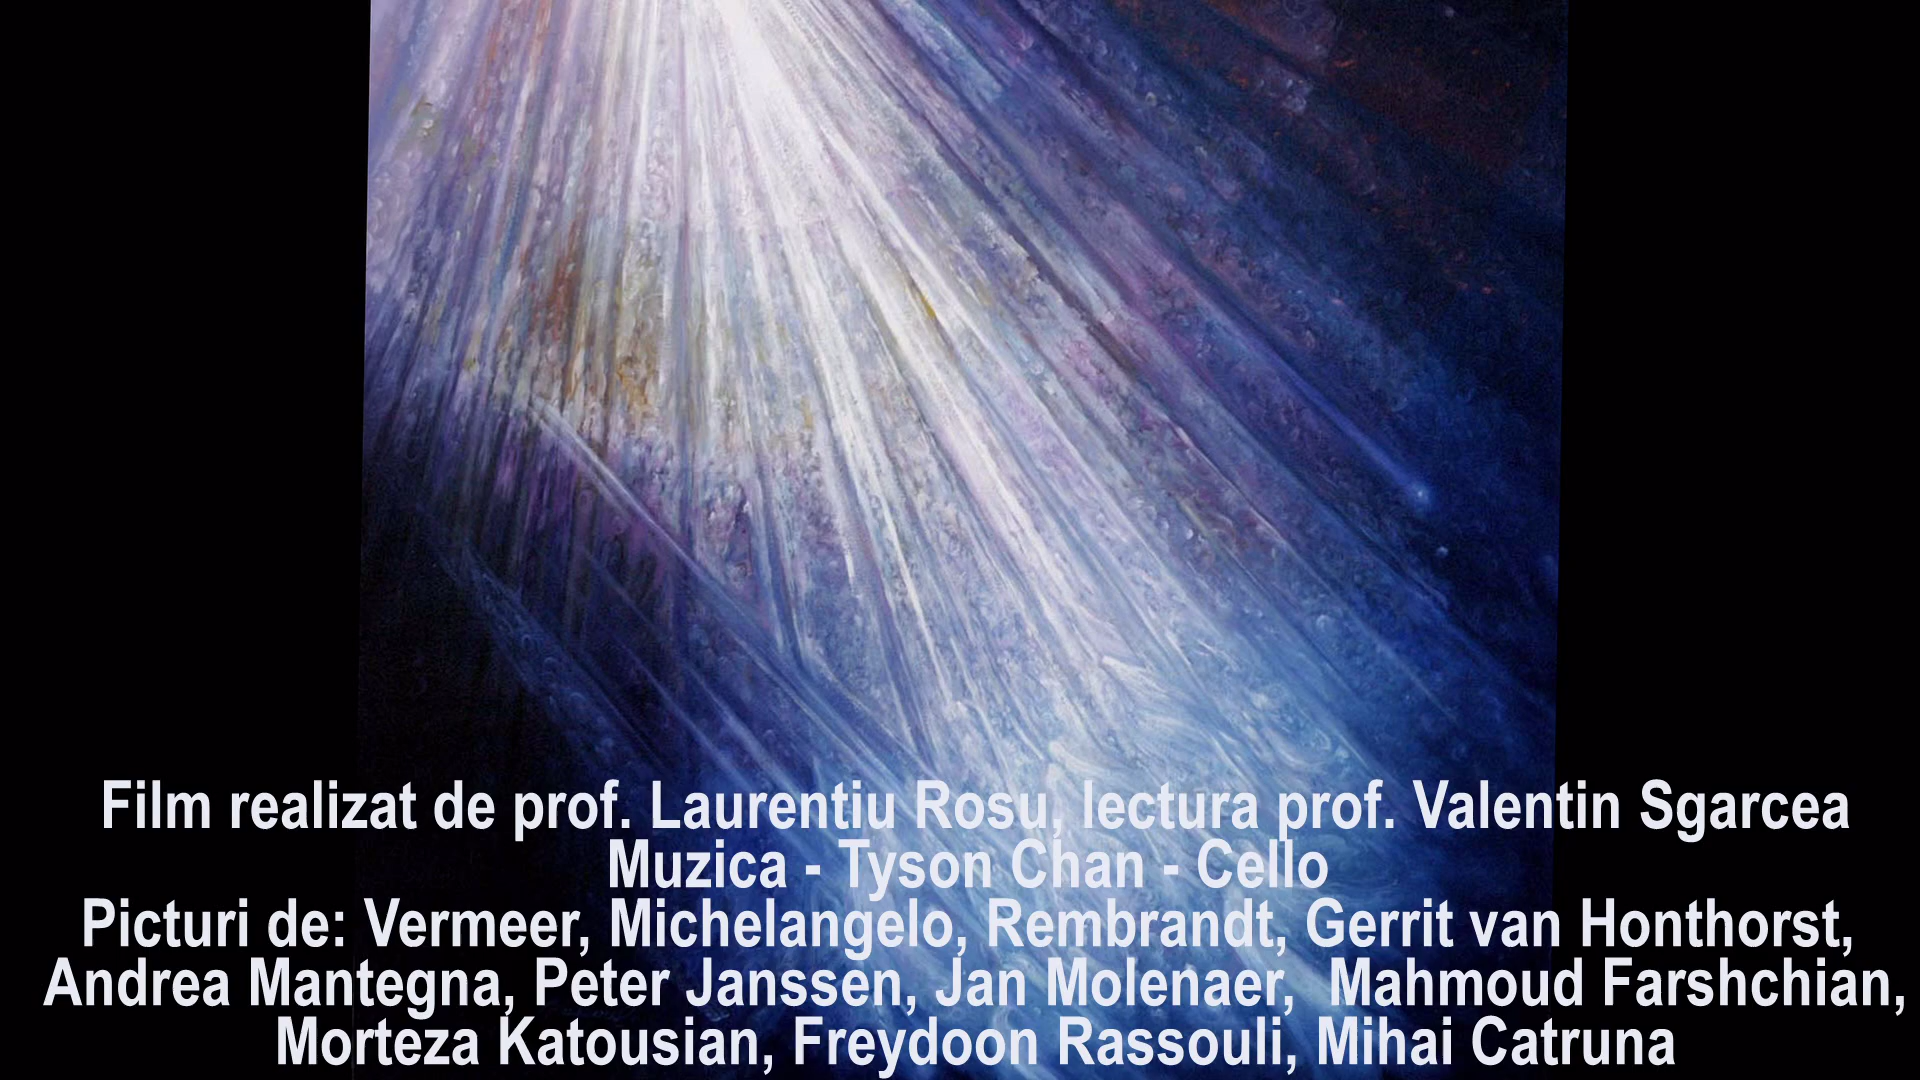 Film realizat de prof. Laurentiu Rosu, lectura prof. Valentin Sgarcea
Muzica - Tyson Chan - Cello
Picturi de: Vermeer, Michelangelo, Rembrandt, Gerrit van Honthorst,
Andrea Mantegna, Peter Janssen, Jan Molenaer,  Mahmoud Farshchian,
Morteza Katousian, Freydoon Rassouli, Mihai Catruna